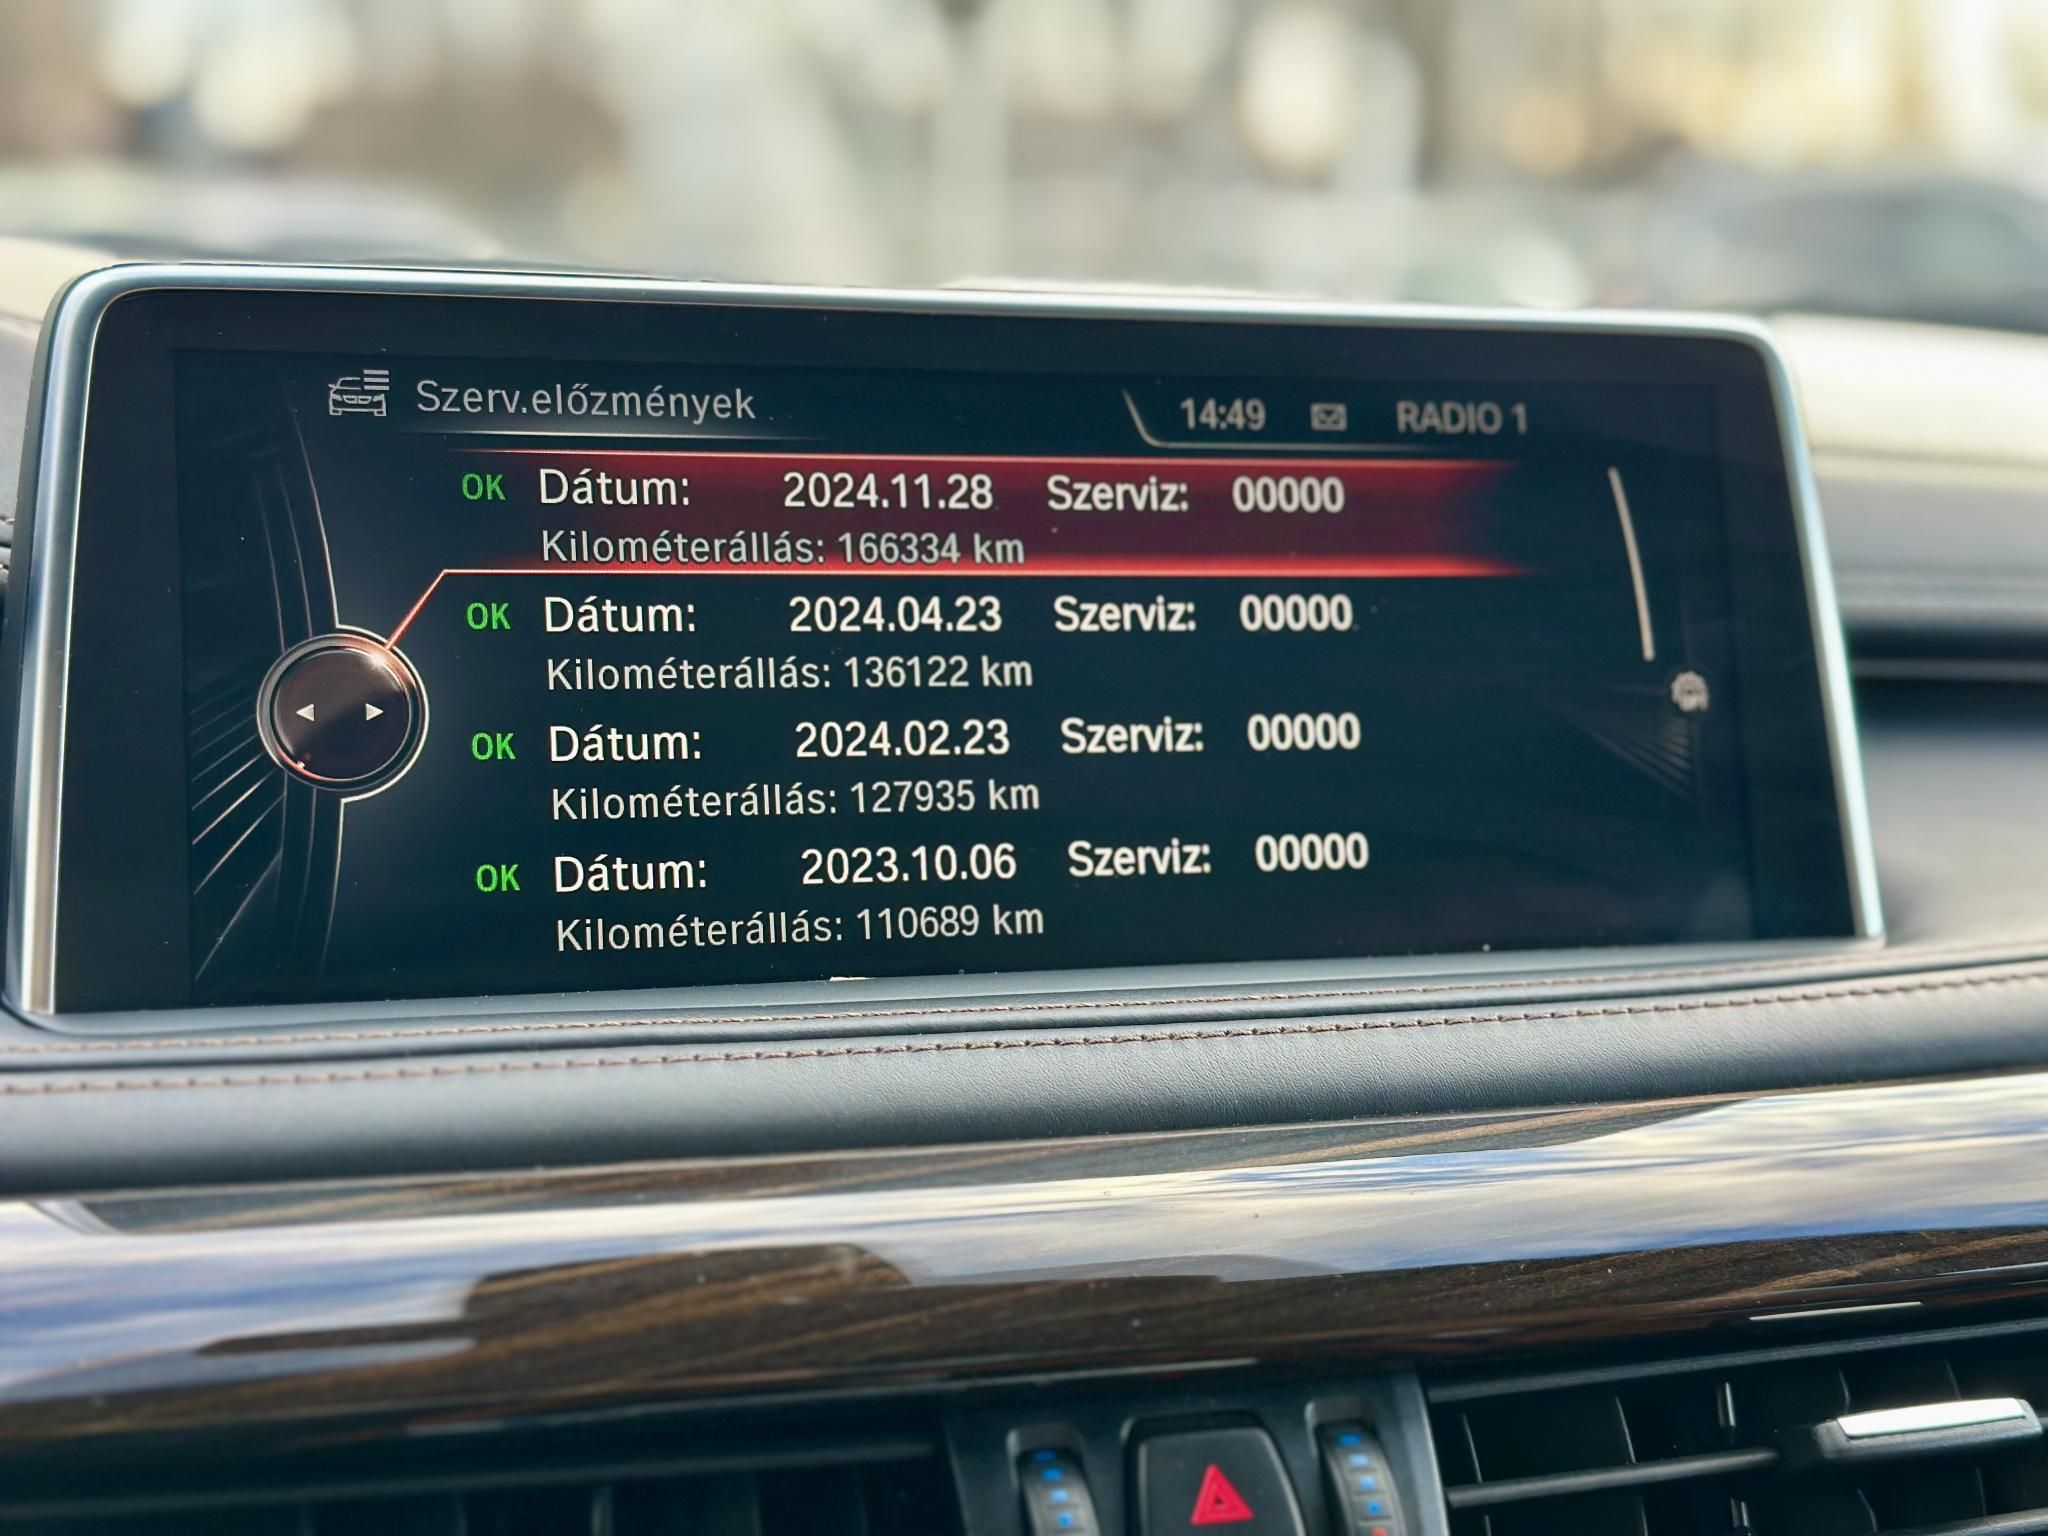 Szerv.előzmények 14:49 RADIO 1
OK Dátum: 2024.11.28 Szerviz: 00000
Kilométerállás: 166334 km
OK Dátum: 2024.04.23 Szerviz: 00000
Kilométerállás: 136122 km
OK Dátum: 2024.02.23 Szerviz: 00000
Kilométerállás: 127935 km
OK Dátum: 2023.10.06 Szerviz: 00000
Kilométerállás: 110689 km